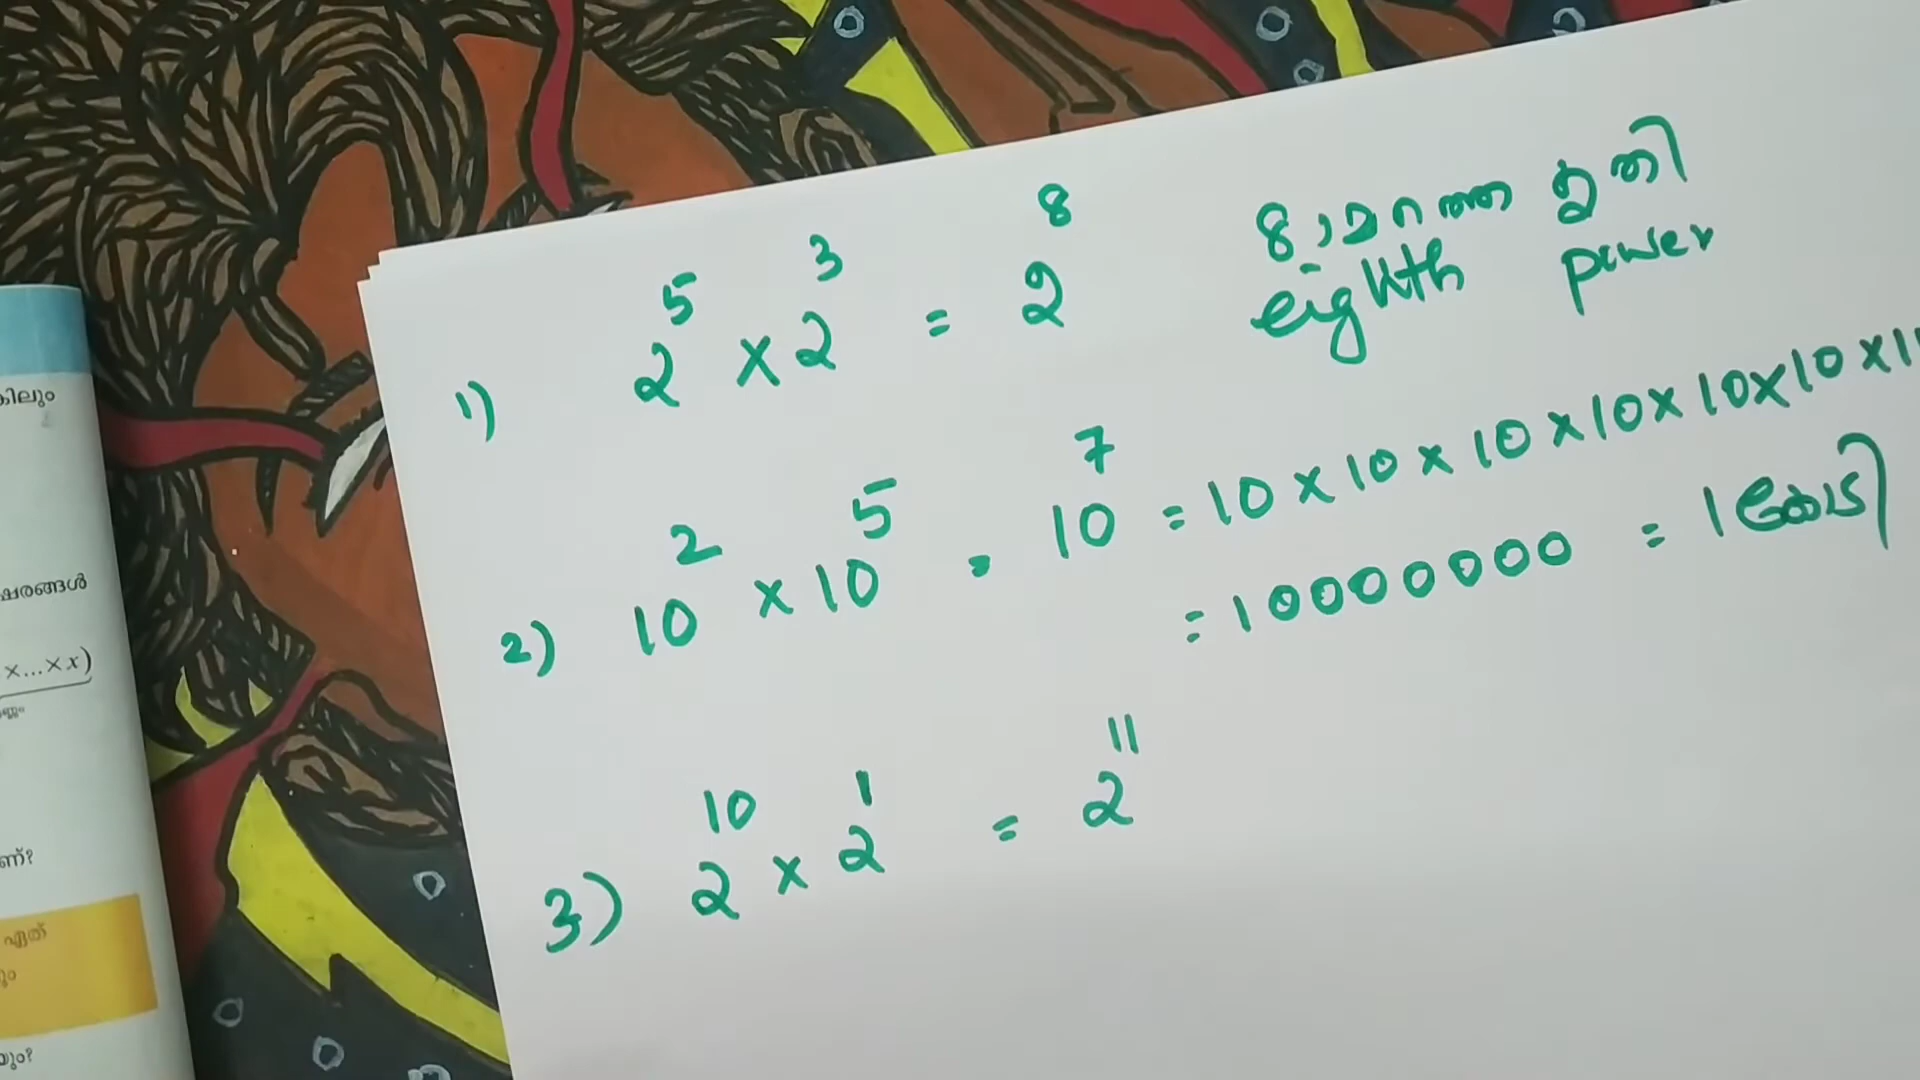 1) 2⁵ × 2³ = 2⁸ 8ാമത്തെ കൃതി
eighth power
2) 10² × 10⁵ = 10⁷ = 10 × 10 × 10 × 10 × 10 × 10 ×
= 10000000 = 1 കോടി
3) 2¹⁰ × 2¹ = 2¹¹
×...× x)
ഏത്